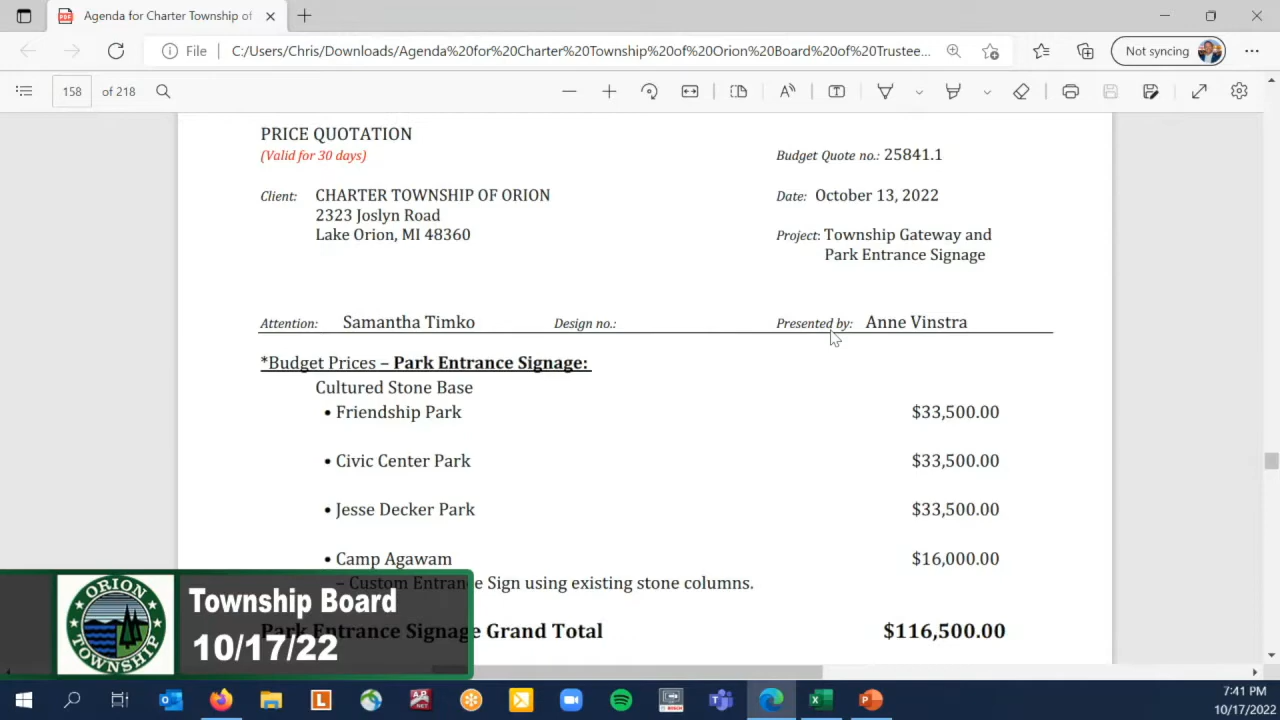 Agenda for Charter Township of
File
C:/Users/Chris/Downloads/Agenda%20for%20Charter%20Township%20of%20Orion%20Board%20of%20Trustee...
Not syncing
158 of 218
PRICE QUOTATION
(Valid for 30 days)
Budget Quote no.: 25841.1
Client: CHARTER TOWNSHIP OF ORION
Date: October 13, 2022
2323 Joslyn Road
Lake Orion, MI 48360
Project: Township Gateway and
Park Entrance Signage
Attention: Samantha Timko Design no.: Presented by: Anne Vinstra
*Budget Prices – Park Entrance Signage:
Cultured Stone Base
• Friendship Park $33,500.00
• Civic Center Park $33,500.00
• Jesse Decker Park $33,500.00
• Camp Agawam $16,000.00
– Custom Entrance Sign using existing stone columns.
Park Entrance Signage Grand Total $116,500.00
ORION
TOWNSHIP
Township Board
10/17/22
7:41 PM
10/17/2022